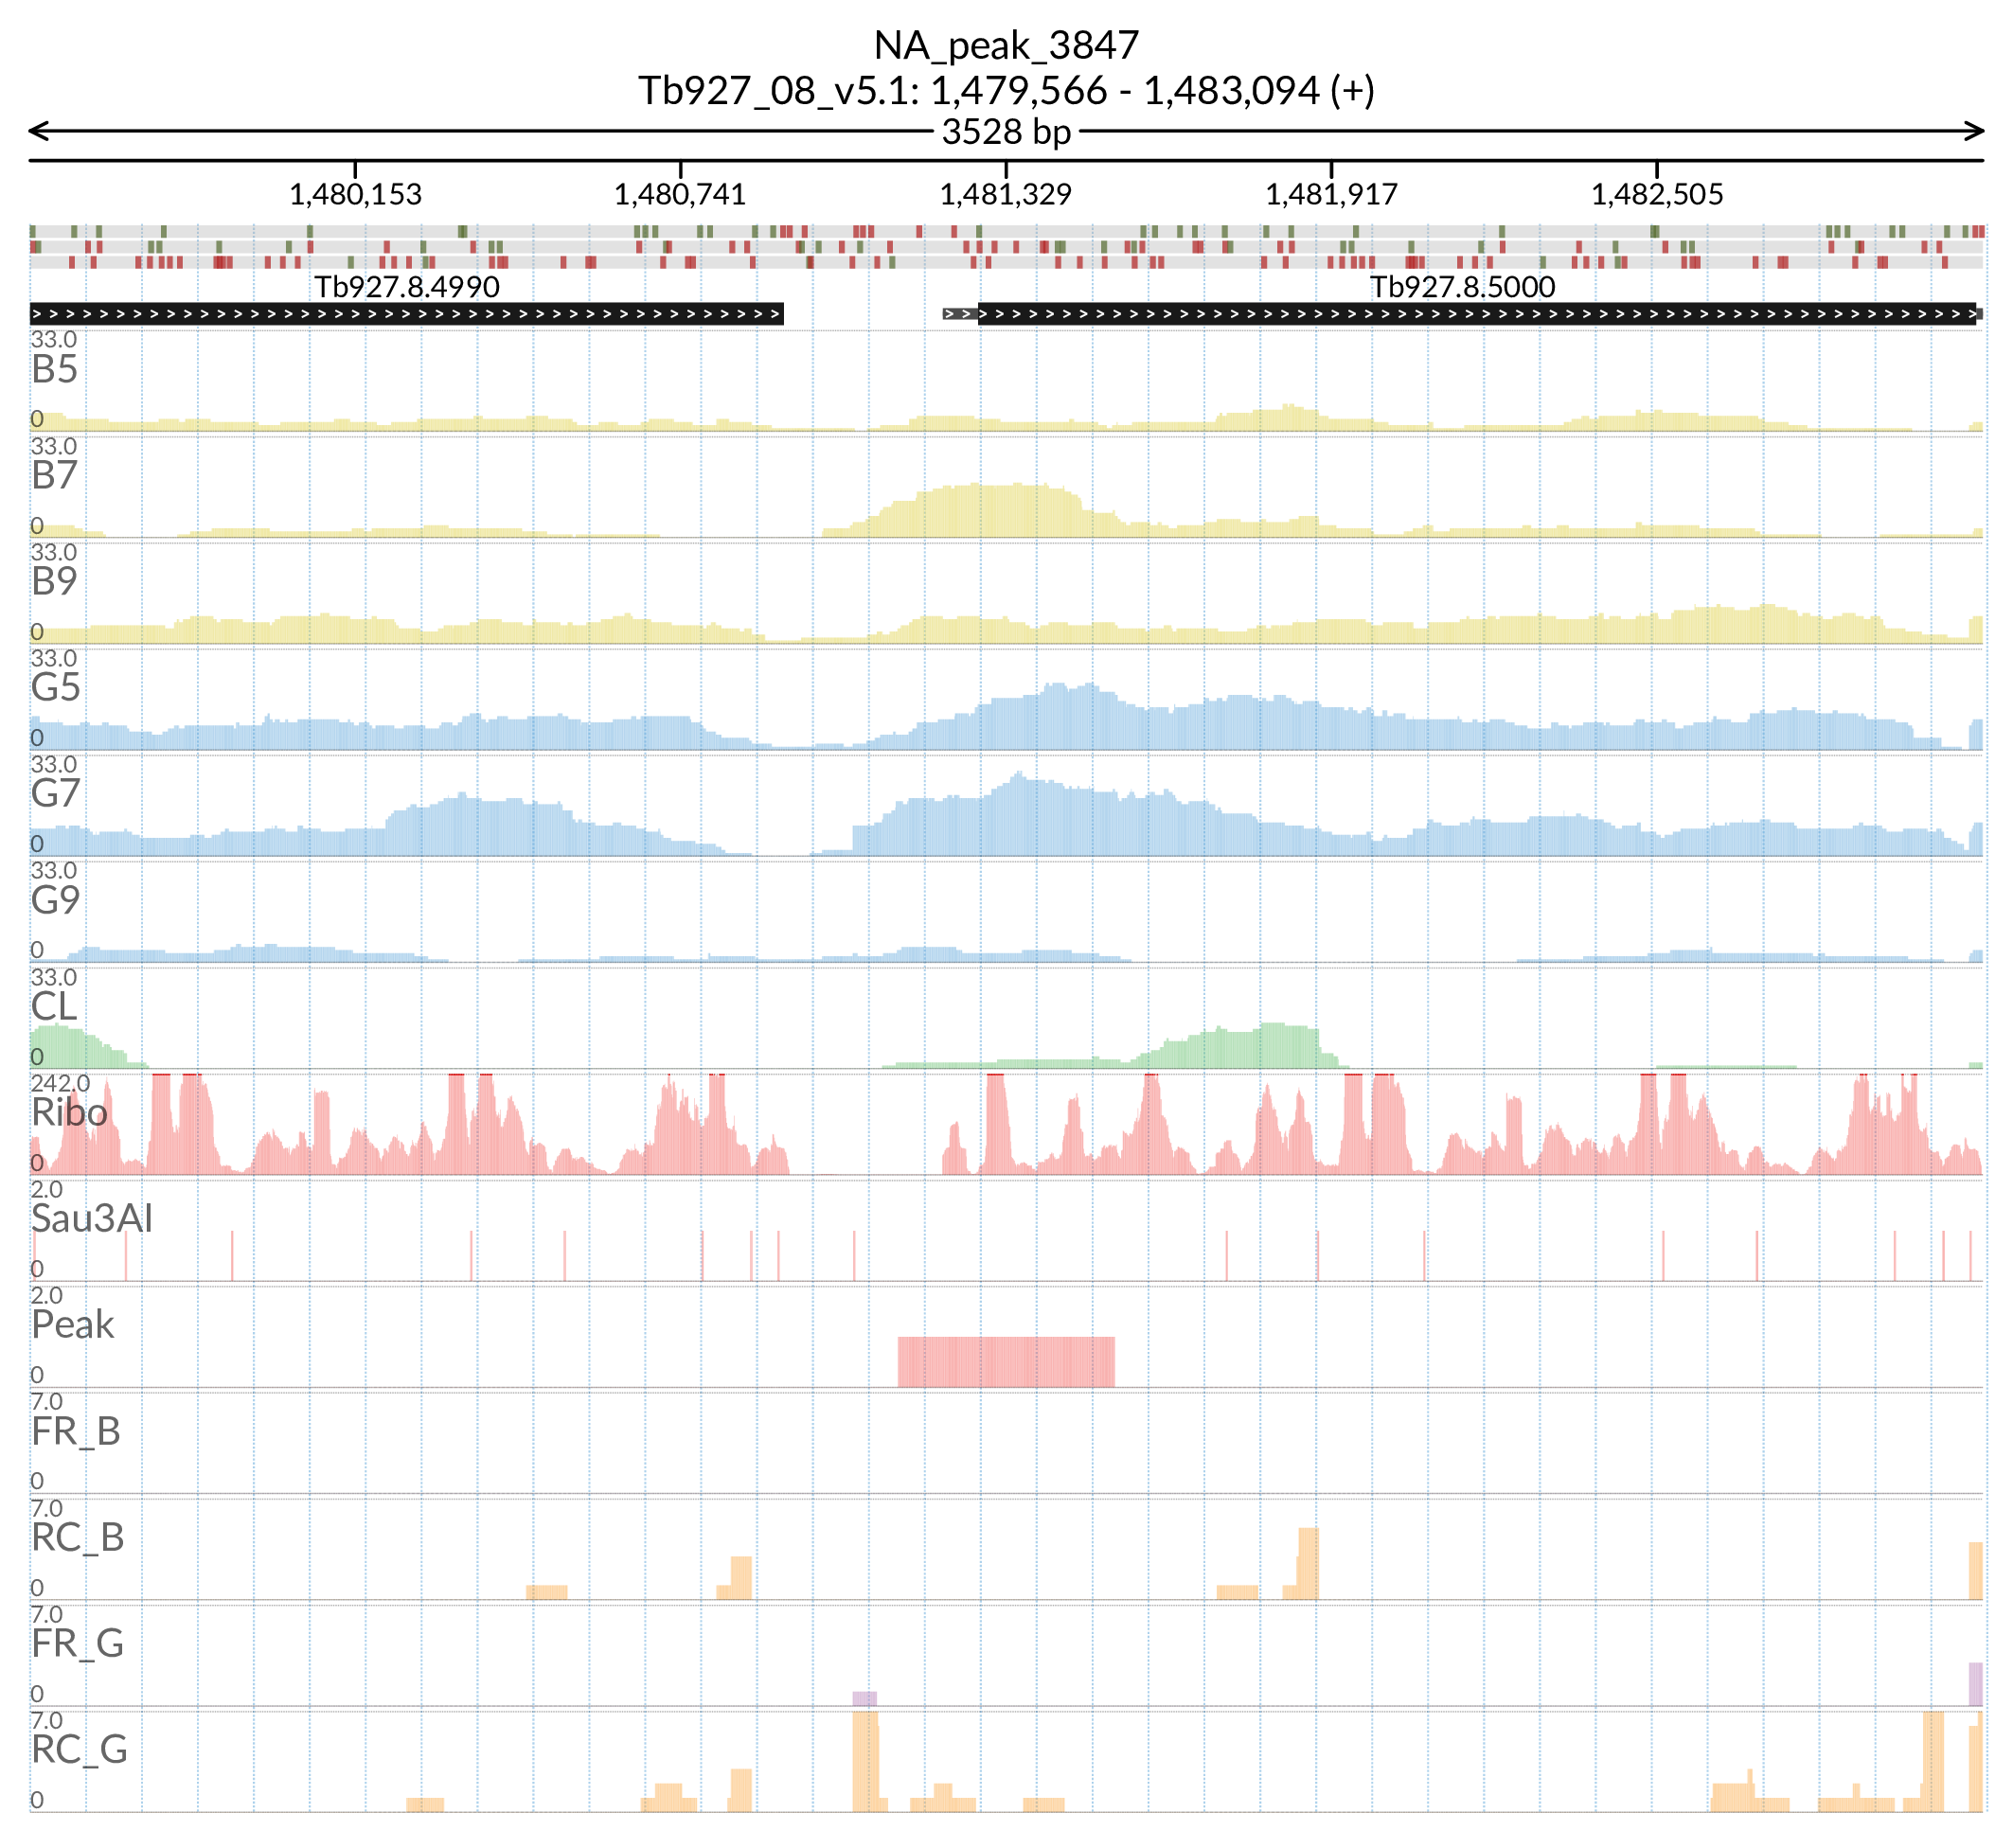 NA_peak_3847
Tb927_08_v5.1: 1,479,566 - 1,483,094 (+)
3528 bp
1,480,153 1,480,741 1,481,329 1,481,917 1,482,505
Tb927.8.4990 Tb927.8.5000
33.0
B5
0
33.0
B7
0
33.0
B9
0
33.0
G5
0
33.0
G7
0
33.0
G9
0
33.0
CL
0
242.0
Ribo
0
2.0
Sau3AI
0
2.0
Peak
0
7.0
FR_B
0
7.0
RC_B
0
7.0
FR_G
0
7.0
RC_G
0